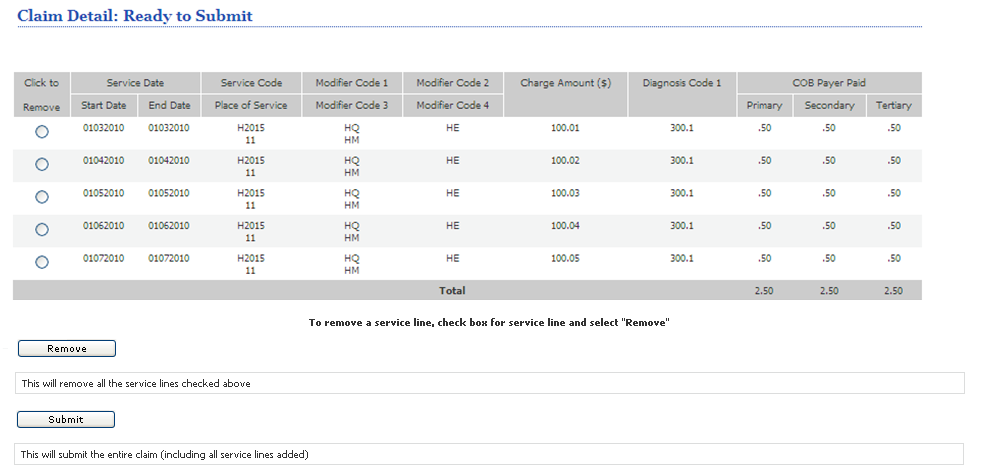 Claim Detail: Ready to Submit
Click to Service Date Service Code Modifier Code 1 Modifier Code 2 Charge Amount ($) Diagnosis Code 1 COB Payer Paid
Remove Start Date End Date Place of Service Modifier Code 3 Modifier Code 4 Primary Secondary Tertiary
01032010 01032010 H2015 HQ HE 100.01 300.1 .50 .50 .50
11 HM
01042010 01042010 H2015 HQ HE 100.02 300.1 .50 .50 .50
11 HM
01052010 01052010 H2015 HQ HE 100.03 300.1 .50 .50 .50
11 HM
01062010 01062010 H2015 HQ HE 100.04 300.1 .50 .50 .50
11 HM
01072010 01072010 H2015 HQ HE 100.05 300.1 .50 .50 .50
11 HM
Total 2.50 2.50 2.50
To remove a service line, check box for service line and select "Remove"
Remove
This will remove all the service lines checked above
Submit
This will submit the entire claim (including all service lines added)